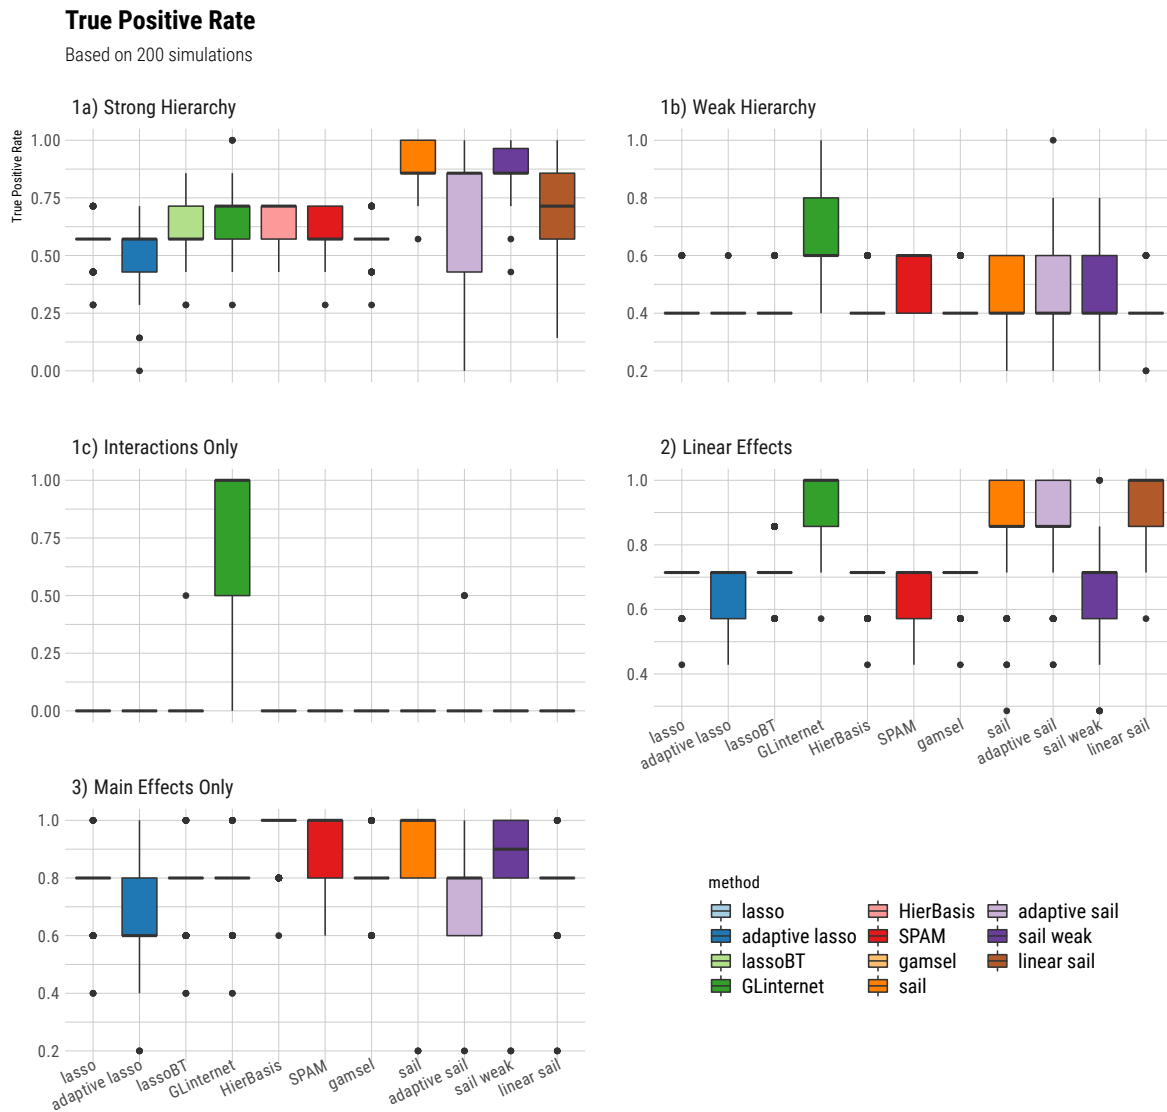 True Positive Rate
Based on 200 simulations
1a) Strong Hierarchy
True Positive Rate
1.00
0.75
0.50
0.25
0.00
1b) Weak Hierarchy
1.0
0.8
0.6
0.4
0.2
1c) Interactions Only
1.00
0.75
0.50
0.25
0.00
2) Linear Effects
1.0
0.8
0.6
0.4
lasso
adaptive lasso
lassoBT
GLinternet
HierBasis
SPAM
gamsel
sail
adaptive sail
sail weak
linear sail
3) Main Effects Only
1.0
0.8
0.6
0.4
0.2
lasso
adaptive lasso
lassoBT
GLinternet
HierBasis
SPAM
gamsel
sail
adaptive sail
sail weak
linear sail
method
lasso
adaptive lasso
lassoBT
GLinternet
HierBasis
SPAM
gamsel
sail
adaptive sail
sail weak
linear sail